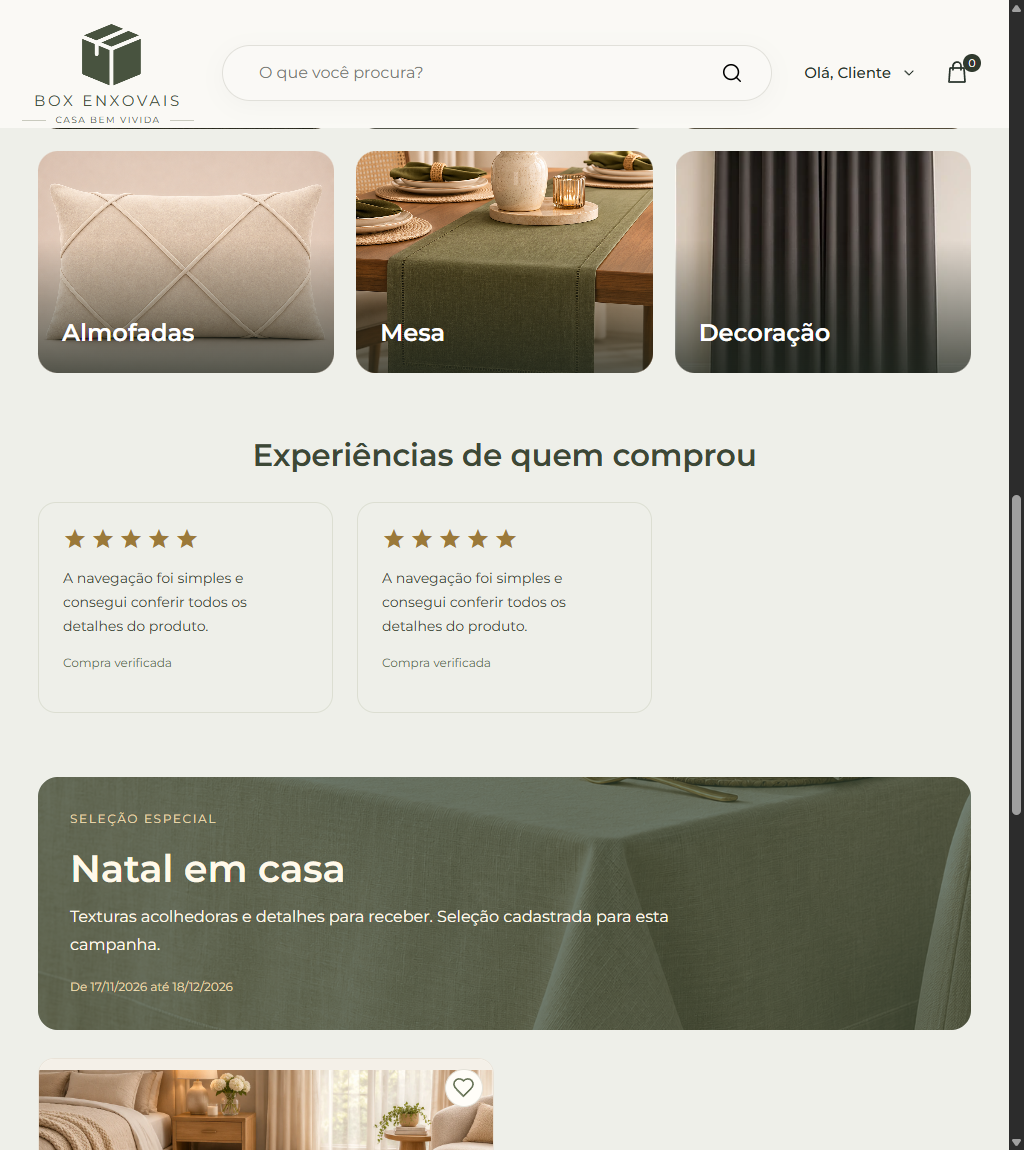 BOX ENXOVAIS
CASA BEM VIVIDA
O que você procura?
Olá, Cliente
0
Almofadas
Mesa
Decoração
Experiências de quem comprou
A navegação foi simples e
consegui conferir todos os
detalhes do produto.
Compra verificada
A navegação foi simples e
consegui conferir todos os
detalhes do produto.
Compra verificada
SELEÇÃO ESPECIAL
Natal em casa
Texturas acolhedoras e detalhes para receber. Seleção cadastrada para esta
campanha.
De 17/11/2026 até 18/12/2026